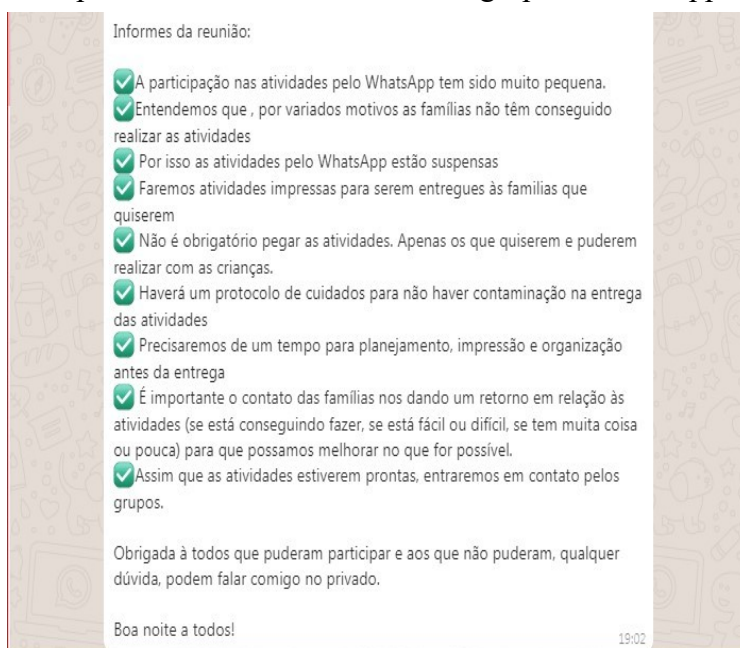 Informes da reunião:
✅A participação nas atividades pelo WhatsApp tem sido muito pequena.
✅Entendemos que , por variados motivos as famílias não têm conseguido
realizar as atividades
✅ Por isso as atividades pelo WhatsApp estão suspensas
✅ Faremos atividades impressas para serem entregues às familias que
quiserem
✅ Não é obrigatório pegar as atividades. Apenas os que quiserem e puderem
realizar com as crianças.
✅ Haverá um protocolo de cuidados para não haver contaminação na entrega
das atividades
✅ Precisaremos de um tempo para planejamento, impressão e organização
antes da entrega
✅ É importante o contato das famílias nos dando um retorno em relação às
atividades (se está conseguindo fazer, se está fácil ou difícil, se tem muita coisa
ou pouca) para que possamos melhorar no que for possível.
✅Assim que as atividades estiverem prontas, entraremos em contato pelos
grupos.
Obrigada à todos que puderam participar e aos que não puderam, qualquer
dúvida, podem falar comigo no privado.
Boa noite a todos!
19:02